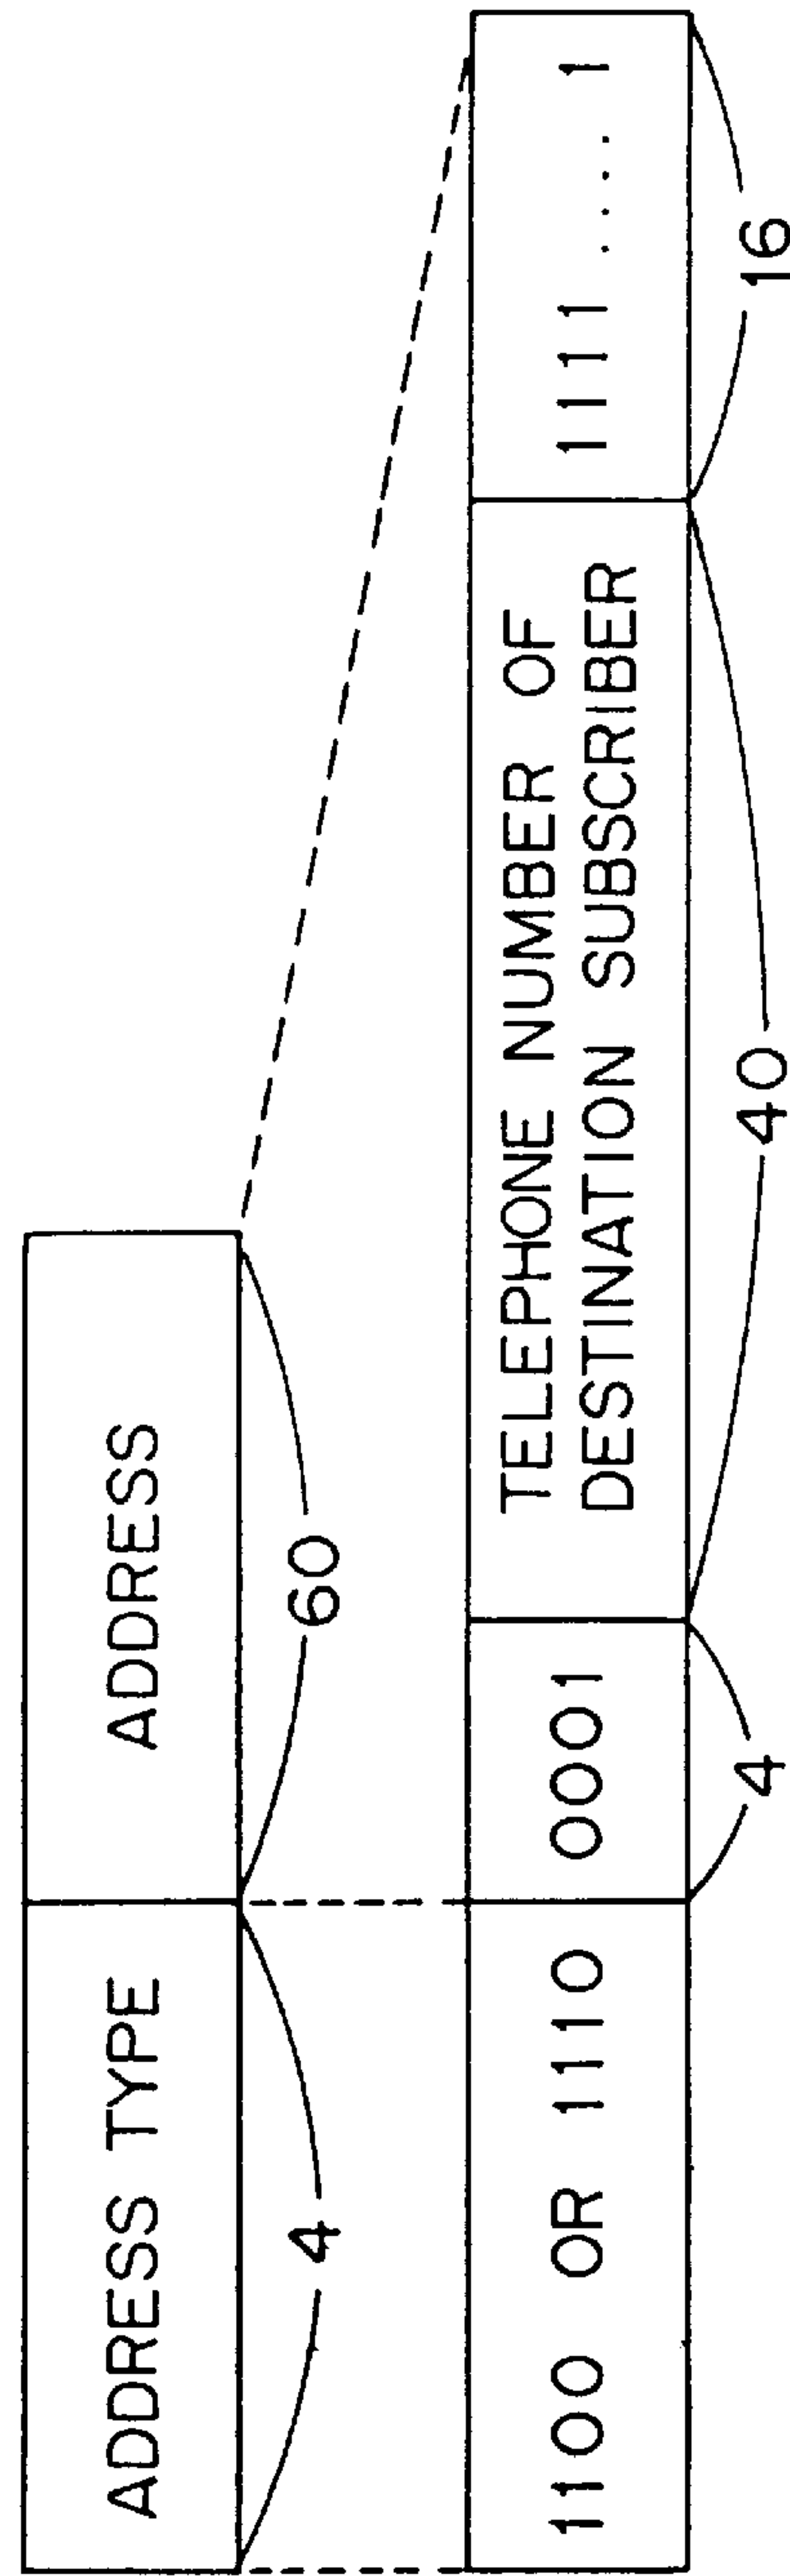 ADDRESS TYPE
ADDRESS
4
60
1100 OR 1110
0001
TELEPHONE NUMBER OF
DESTINATION SUBSCRIBER
1111 .... 1
4
40
16